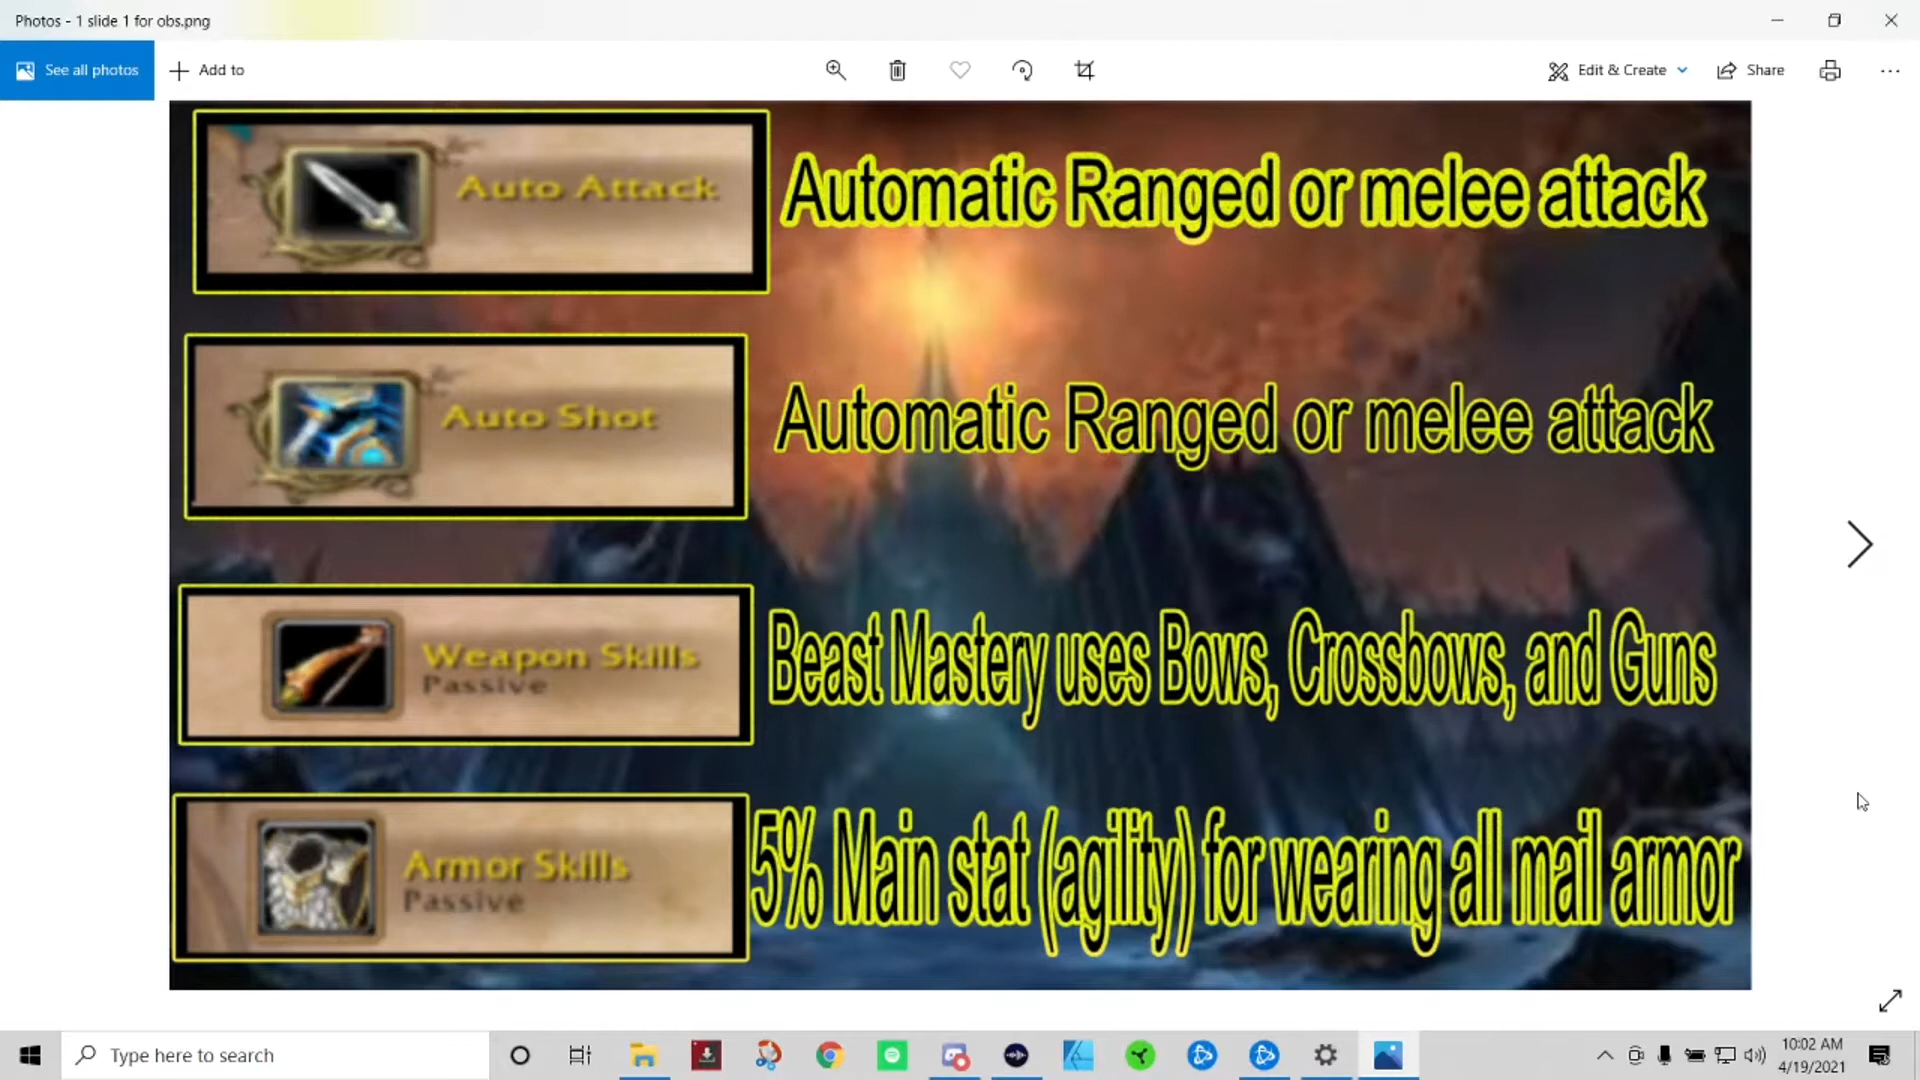 Photos - 1 slide 1 for obs.png
See all photos
Add to
Edit & Create
Share
Auto Attack
Automatic Ranged or melee attack
Auto Shot
Automatic Ranged or melee attack
Weapon Skills
Passive
Beast Mastery uses Bows, Crossbows, and Guns
Armor Skills
Passive
5% Main stat (agility) for wearing all mail armor
Type here to search
10:02 AM
4/19/2021